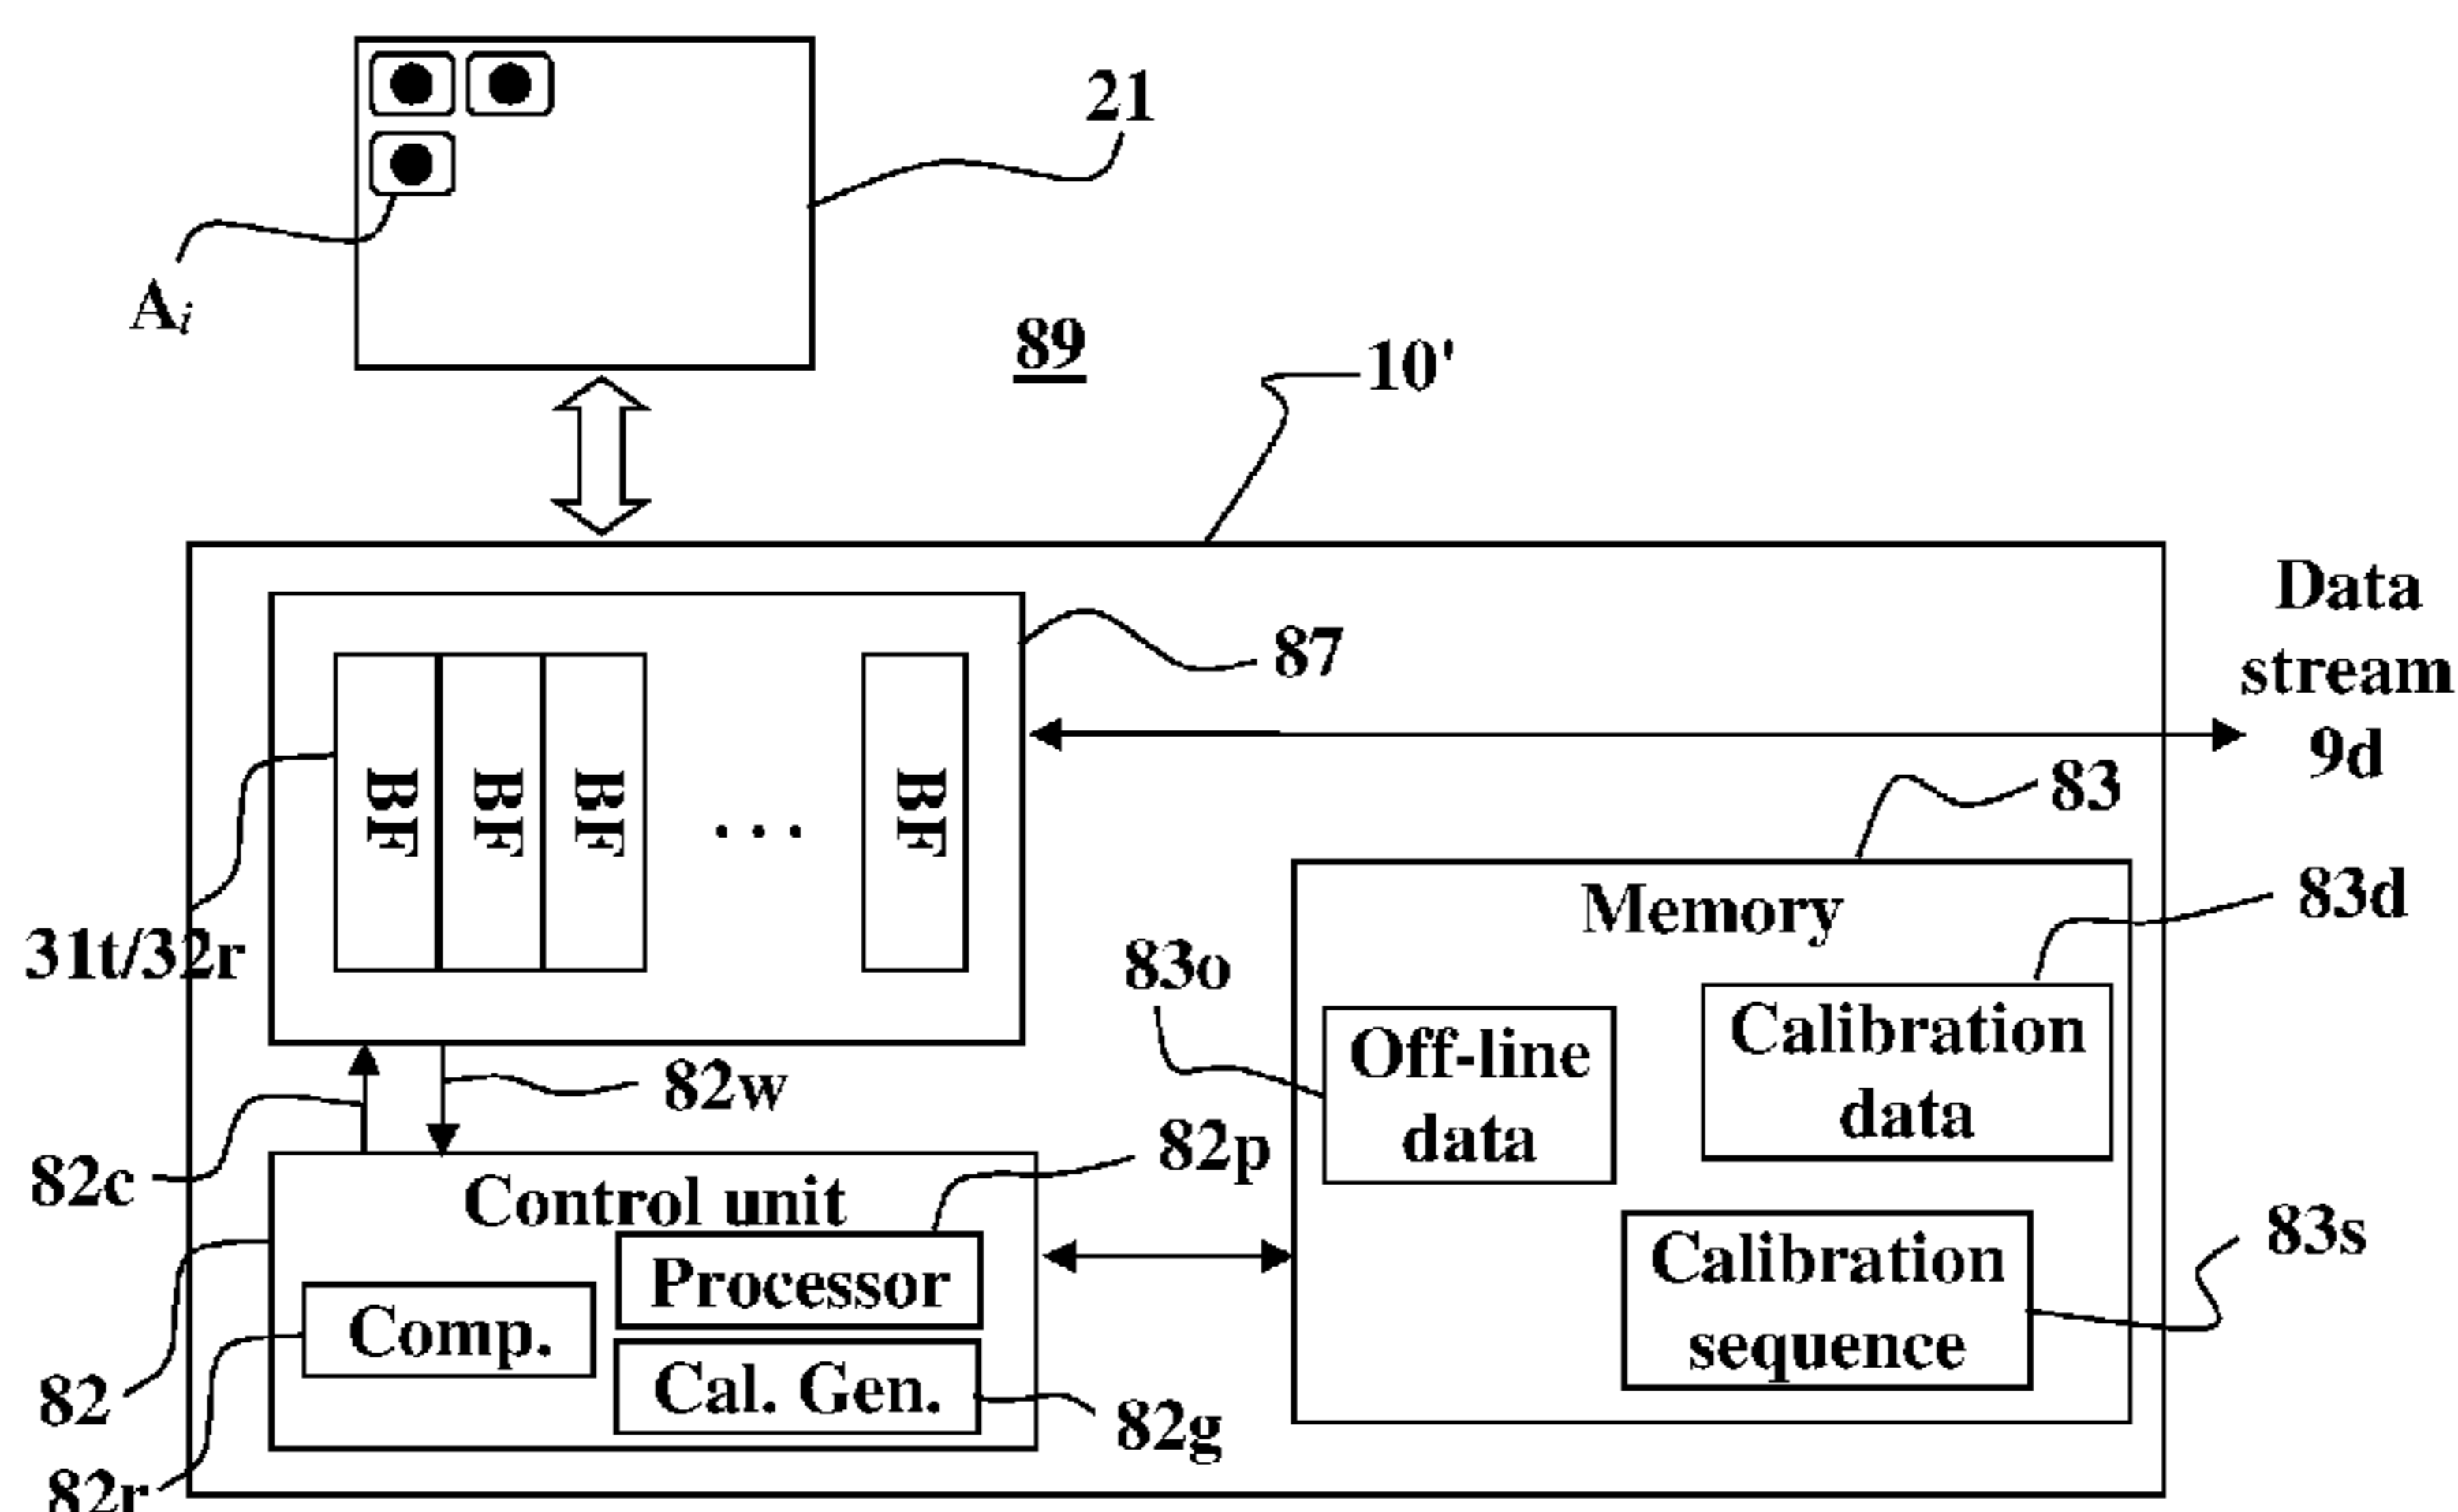 21
Ai
89
10'
Data
stream
9d
87
BF BF BF ... BF
31t/32r
83
Memory
83d
83o
Off-line
data
Calibration
data
82w
82c
82p
Control unit
Processor
Comp.
Cal. Gen.
82
82g
82r
Calibration
sequence
83s